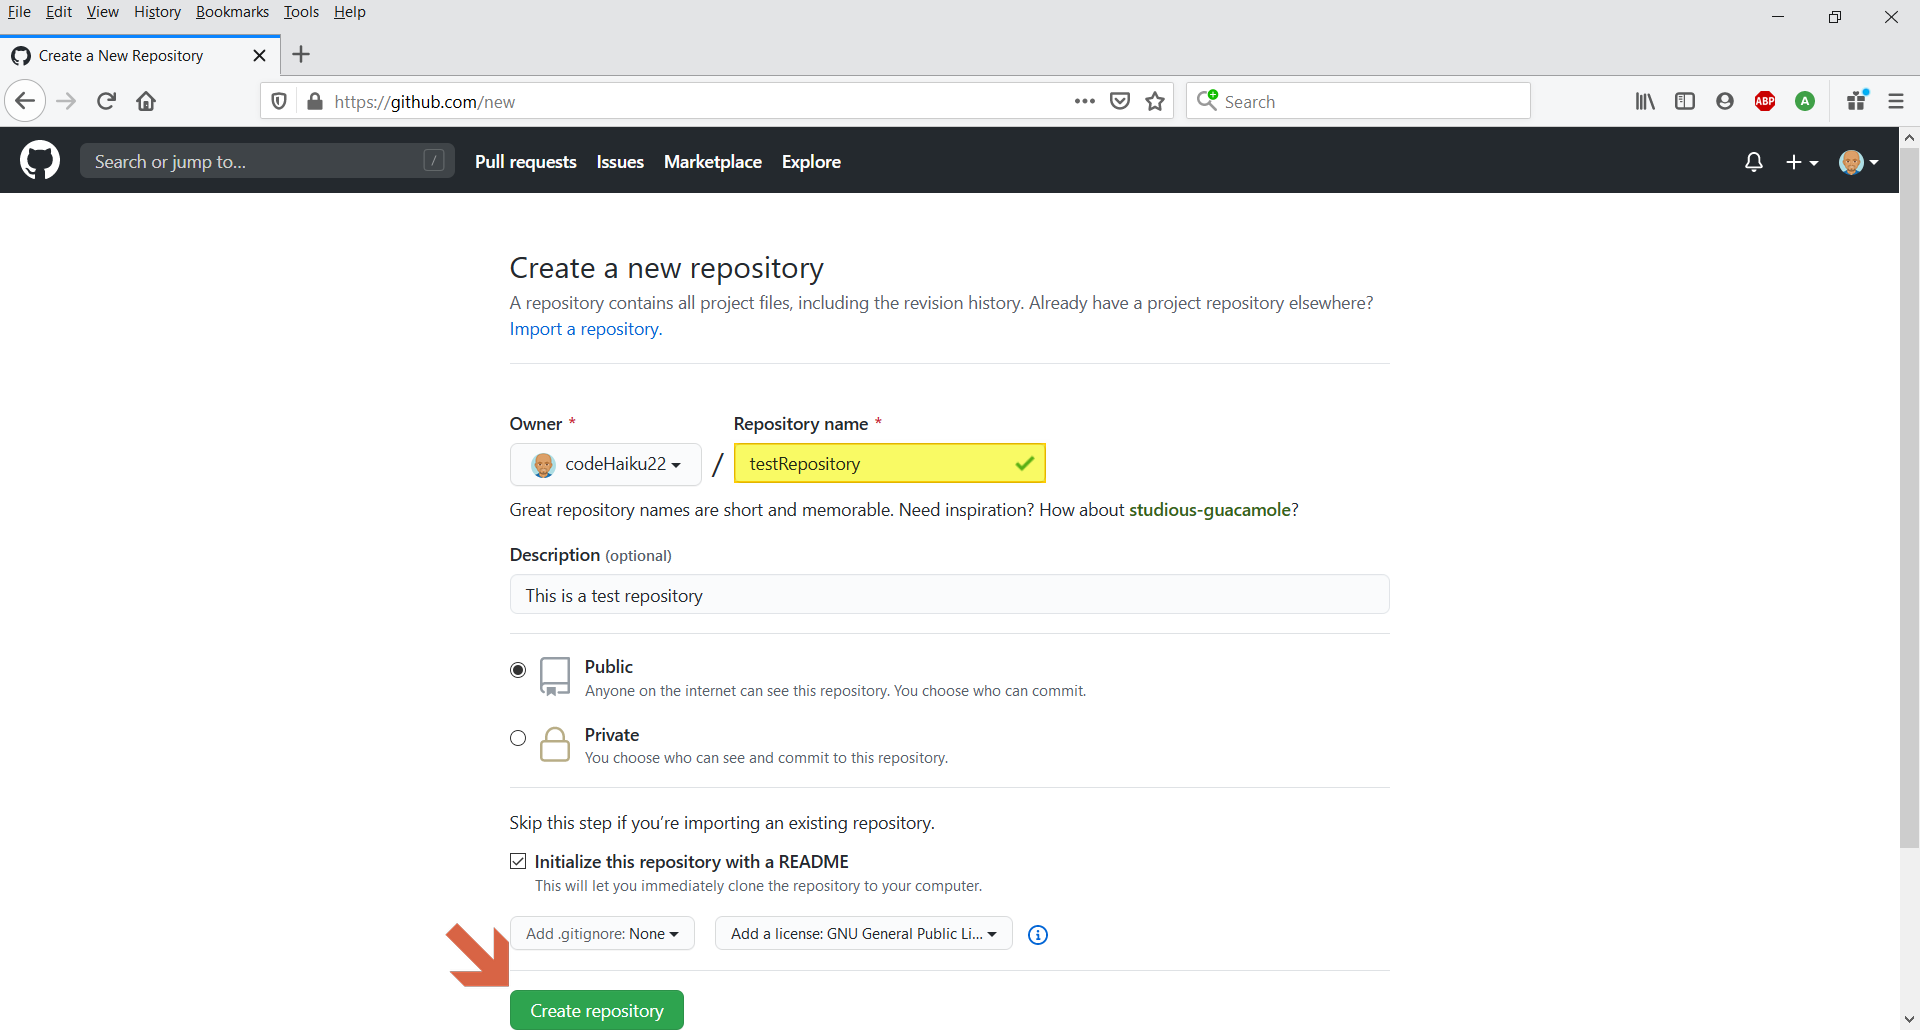 File Edit View History Bookmarks Tools Help
Create a New Repository
https://github.com/new
Search
ABP
A
Search or jump to...
/
Pull requests Issues Marketplace Explore
Create a new repository
A repository contains all project files, including the revision history. Already have a project repository elsewhere?
Import a repository.
Owner * Repository name *
codeHaiku22 / testRepository
Great repository names are short and memorable. Need inspiration? How about studious-guacamole?
Description (optional)
This is a test repository
Public
Anyone on the internet can see this repository. You choose who can commit.
Private
You choose who can see and commit to this repository.
Skip this step if you’re importing an existing repository.
Initialize this repository with a README
This will let you immediately clone the repository to your computer.
Add .gitignore: None Add a license: GNU General Public Li...
Create repository